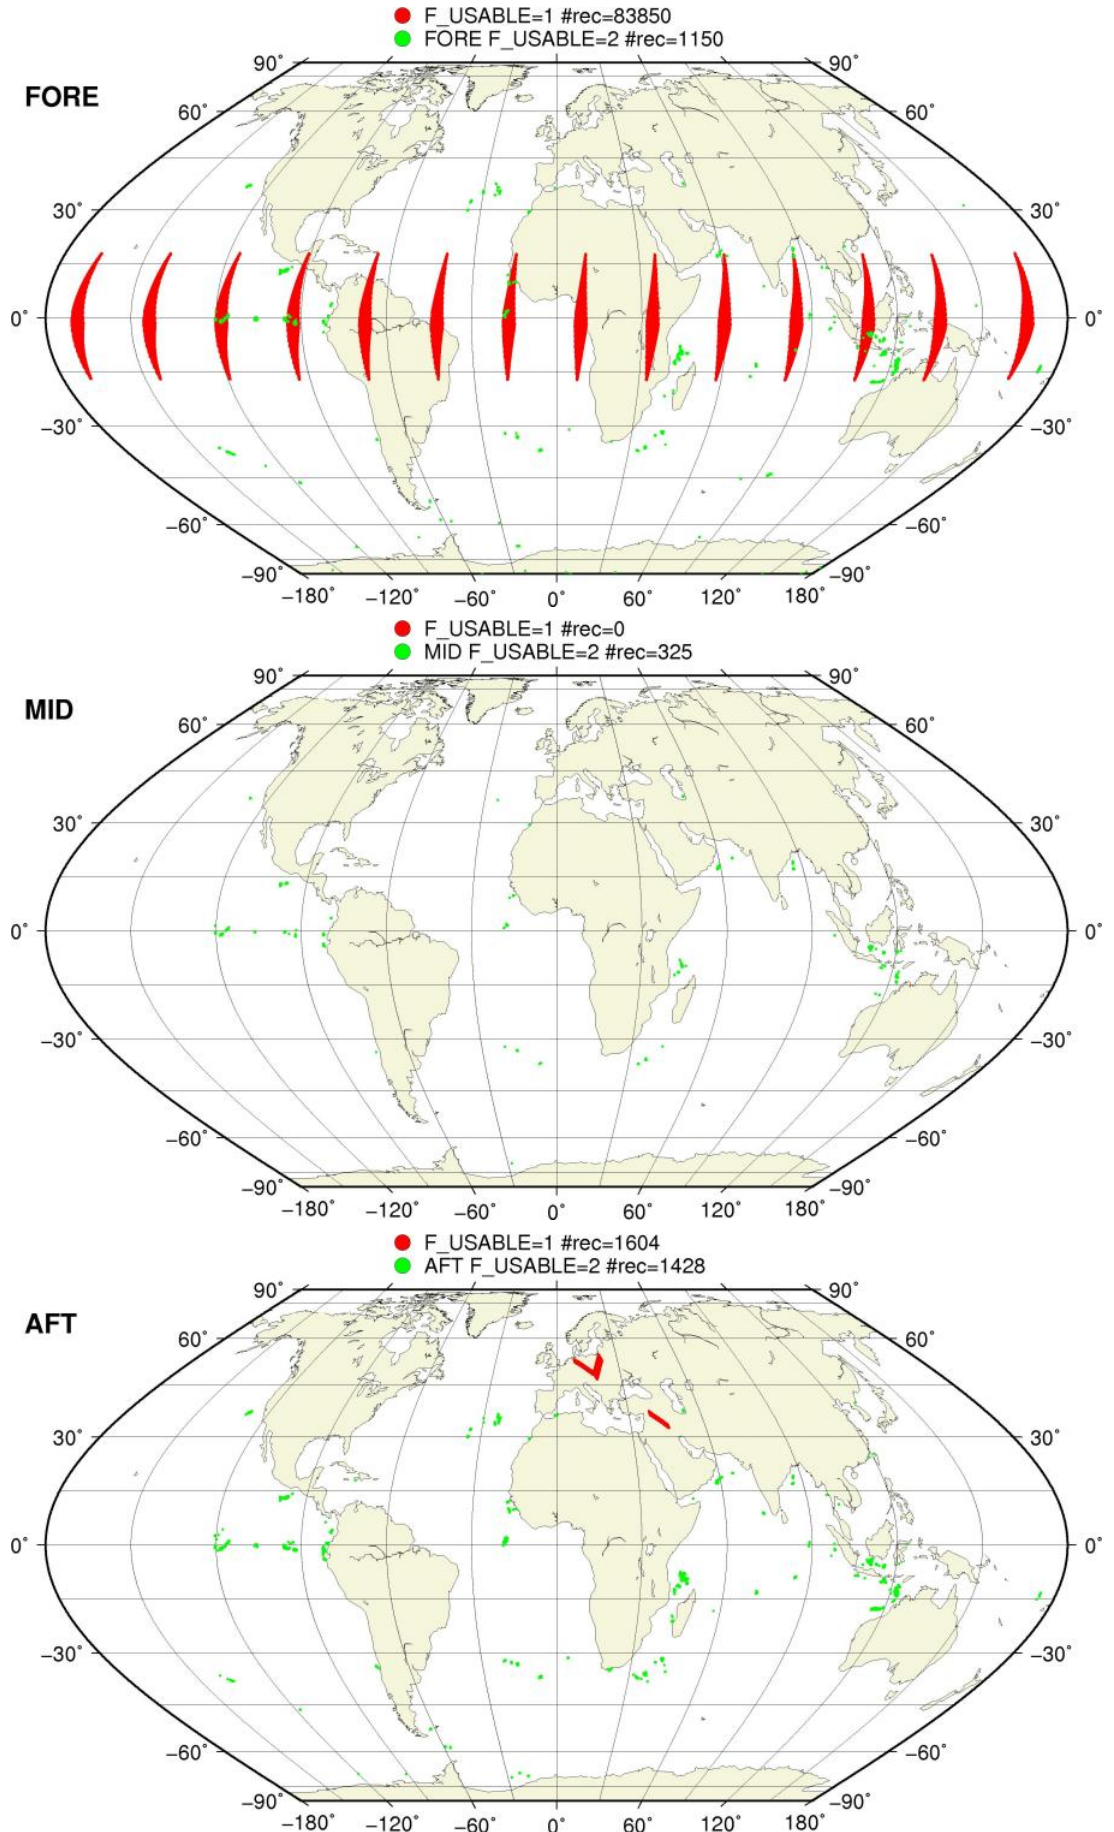 F_USABLE=1 #rec=83850
FORE F_USABLE=2 #rec=1150
FORE
90° 90°
60° 60°
30° 30°
0° 0°
−30° −30°
−60° −60°
−90° −90°
−180° −120° −60° 0° 60° 120° 180°
F_USABLE=1 #rec=0
MID F_USABLE=2 #rec=325
MID
90° 90°
60° 60°
30° 30°
0° 0°
−30° −30°
−60° −60°
−90° −90°
−180° −120° −60° 0° 60° 120° 180°
F_USABLE=1 #rec=1604
AFT F_USABLE=2 #rec=1428
AFT
90° 90°
60° 60°
30° 30°
0° 0°
−30° −30°
−60° −60°
−90° −90°
−180° −120° −60° 0° 60° 120° 180°